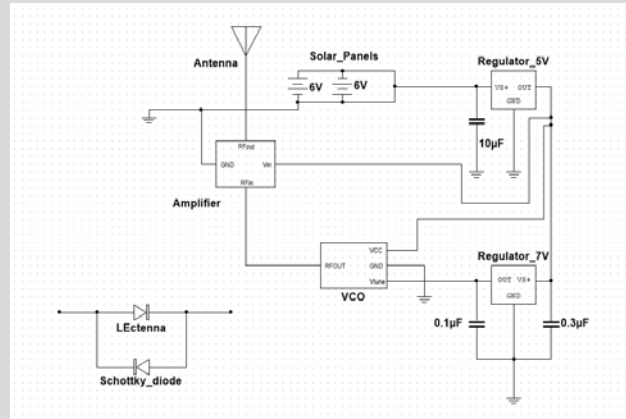 Solar_Panels
Antenna
6V
6V
Regulator_5V
VS+ OUT
GND
10µF
RFout
GND
Vin
RFin
Amplifier
VCC
RFOUT
GND
Vtune
VCO
Regulator_7V
OUT VS+
GND
0.1µF
0.3µF
LEctenna
Schottky_diode